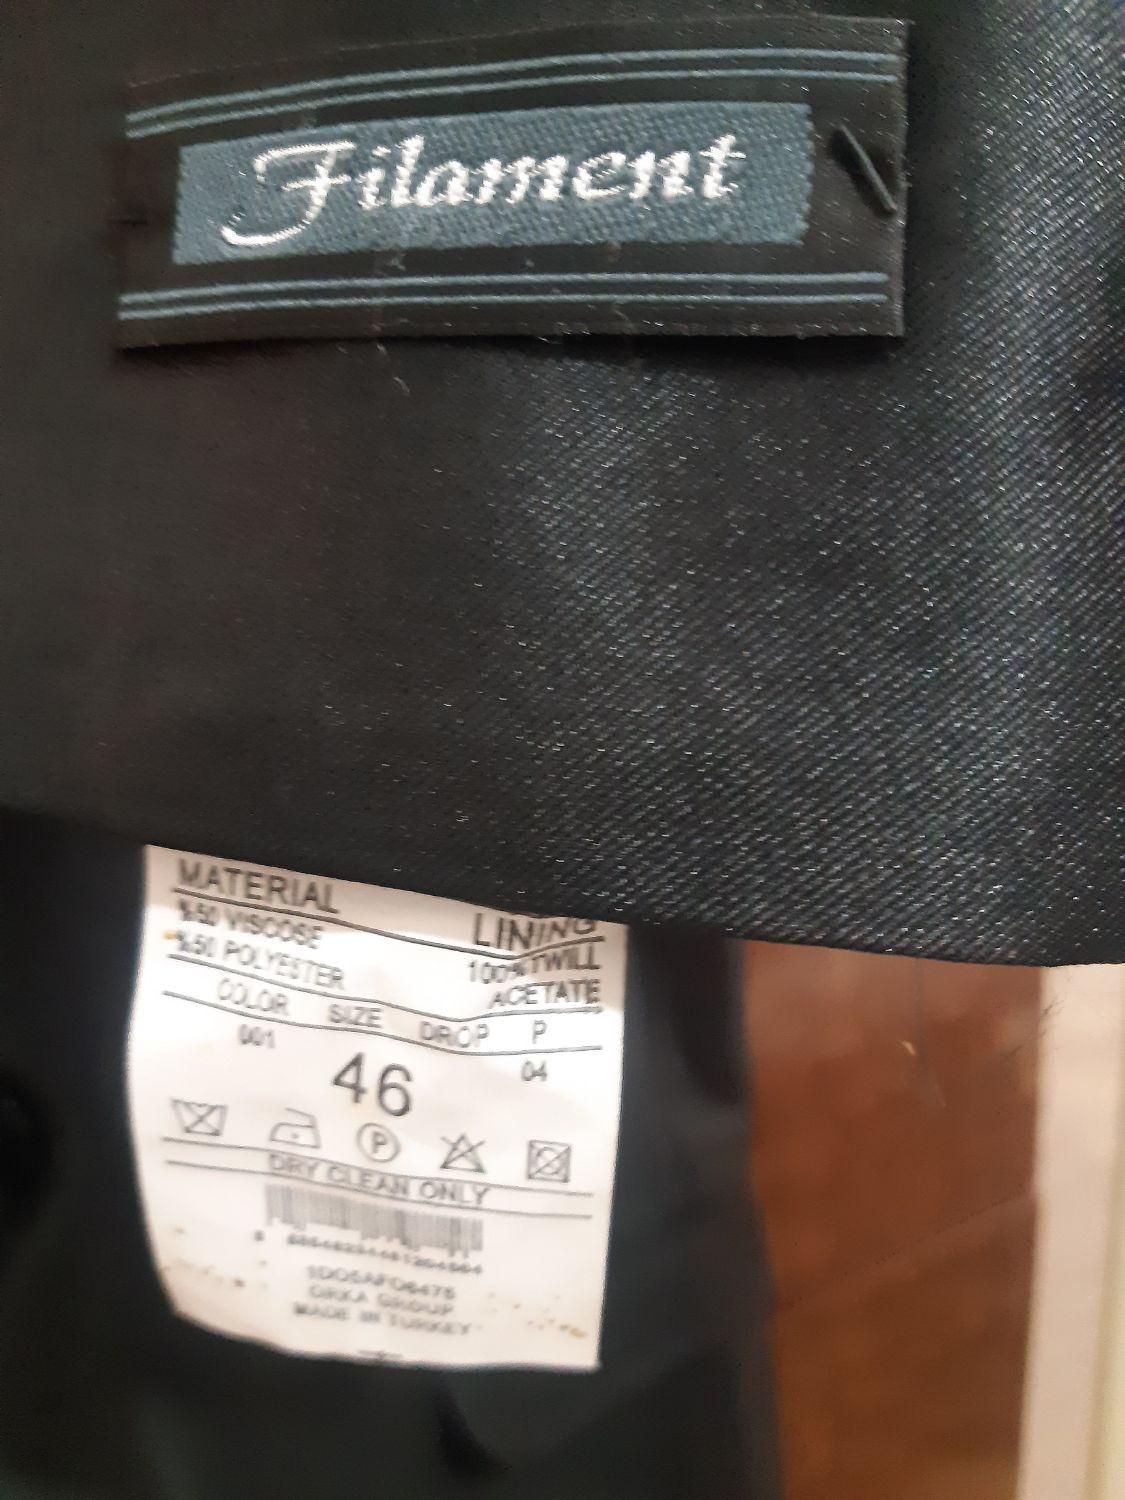 Filament
MATERIAL LINING
%50 VISCOSE 100%TWILL
%50 POLYESTER ACETATE
COLOR SIZE DROP P
001 46 04
P
DRY CLEAN ONLY
ORKA GROUP
MADE IN TURKEY